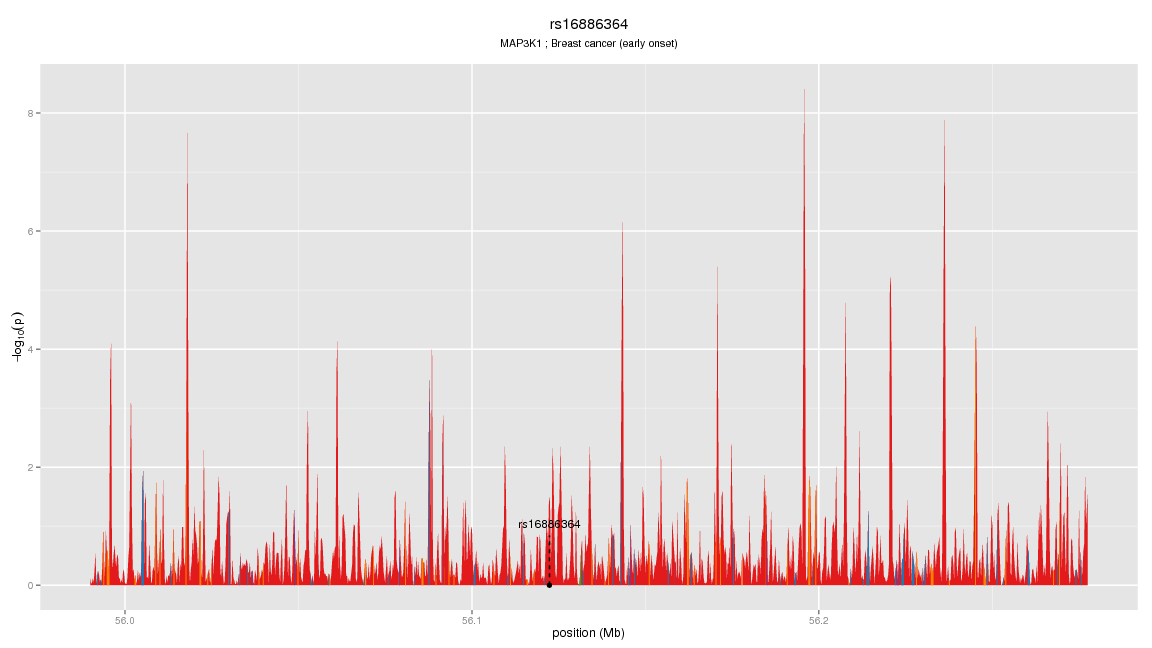 rs16886364
MAP3K1 ; Breast cancer (early onset)
8
6
4
2
0
−log10(p)
rs16886364
56.0
56.1
56.2
position (Mb)